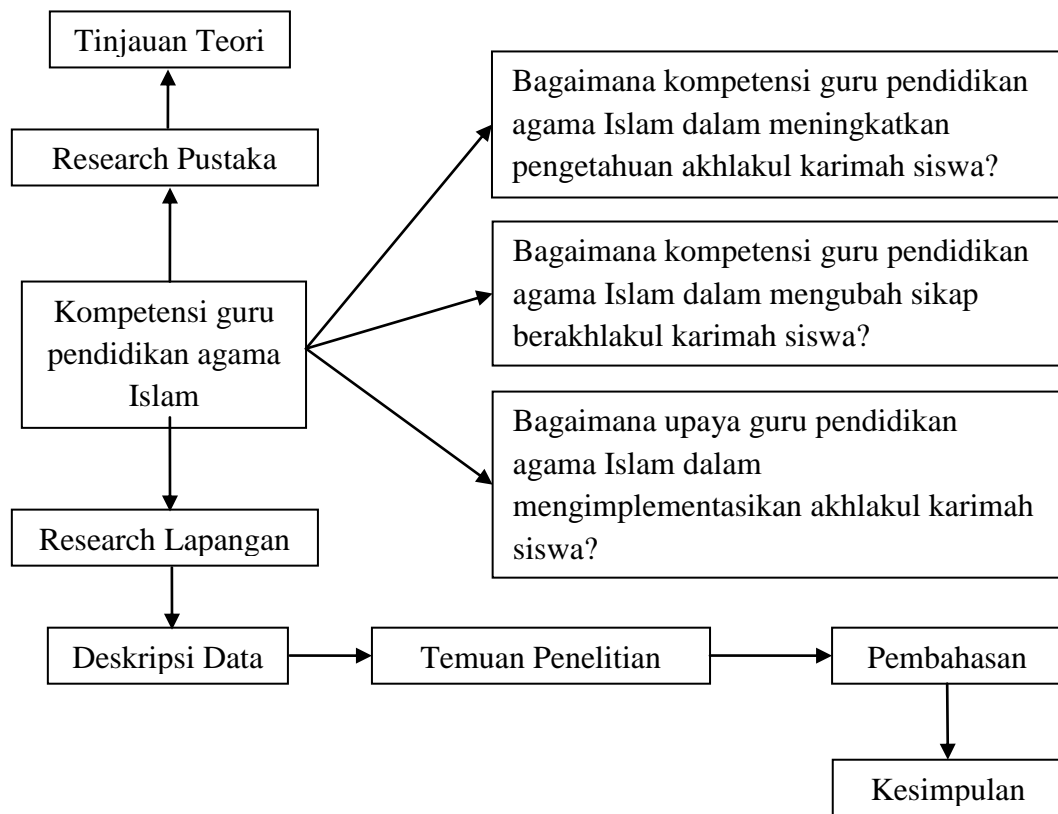 Tinjauan Teori
Research Pustaka
Kompetensi guru
pendidikan agama
Islam
Research Lapangan
Bagaimana kompetensi guru pendidikan
agama Islam dalam meningkatkan
pengetahuan akhlakul karimah siswa?
Bagaimana kompetensi guru pendidikan
agama Islam dalam mengubah sikap
berakhlakul karimah siswa?
Bagaimana upaya guru pendidikan
agama Islam dalam
mengimplementasikan akhlakul karimah
siswa?
Deskripsi Data
Temuan Penelitian
Pembahasan
Kesimpulan